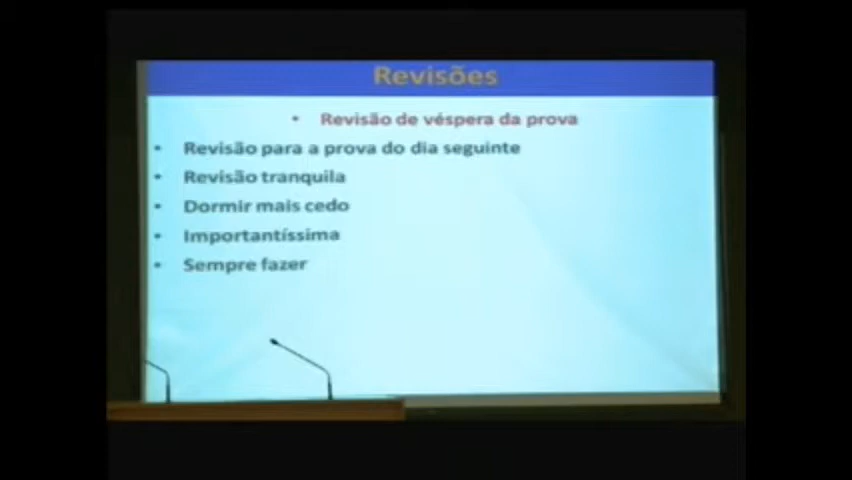 Revisões
• Revisão de véspera da prova
• Revisão para a prova do dia seguinte
• Revisão tranquila
• Dormir mais cedo
• Importantíssima
• Sempre fazer